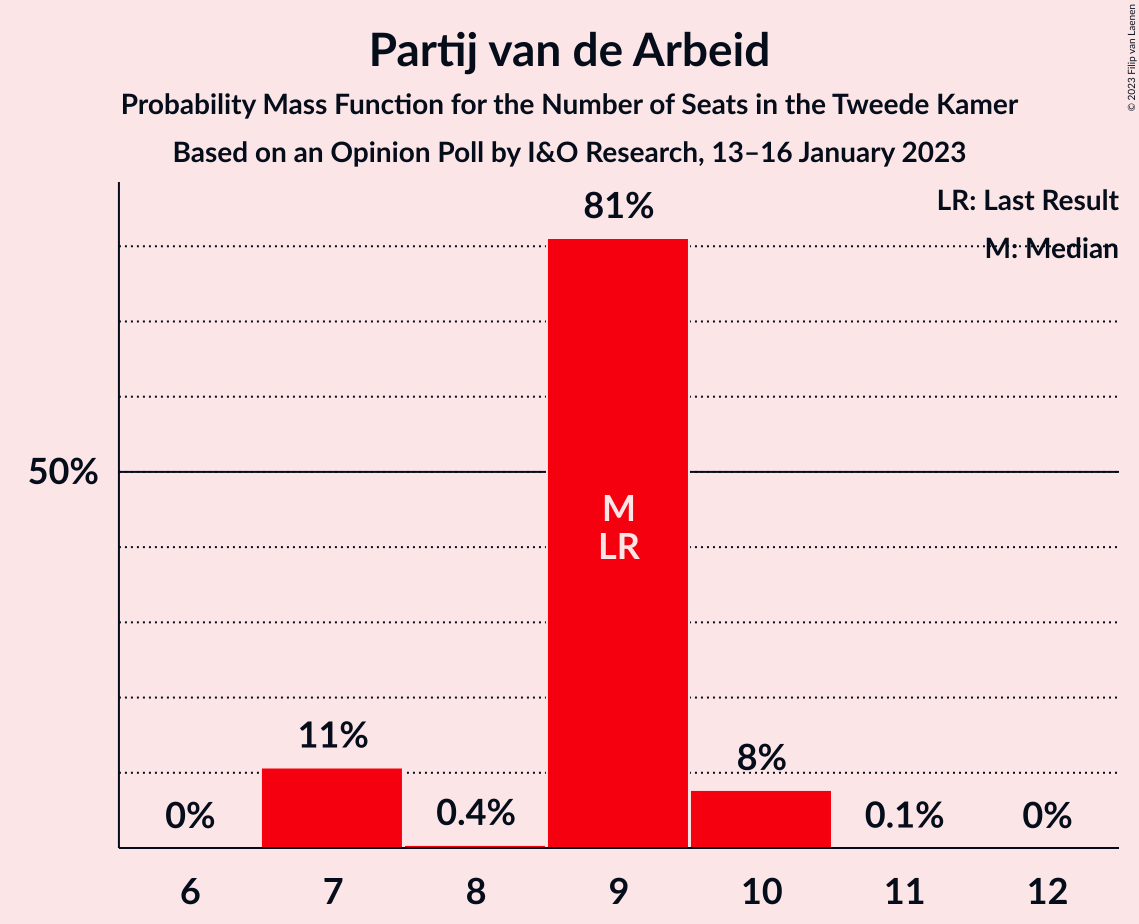 Partij van de Arbeid
Probability Mass Function for the Number of Seats in the Tweede Kamer
Based on an Opinion Poll by I&O Research, 13–16 January 2023
© 2023 Filip van Laenen
LR: Last Result
M: Median
81%
50%
M
LR
11%
8%
0%
0.4%
0.1%
0%
6 7 8 9 10 11 12